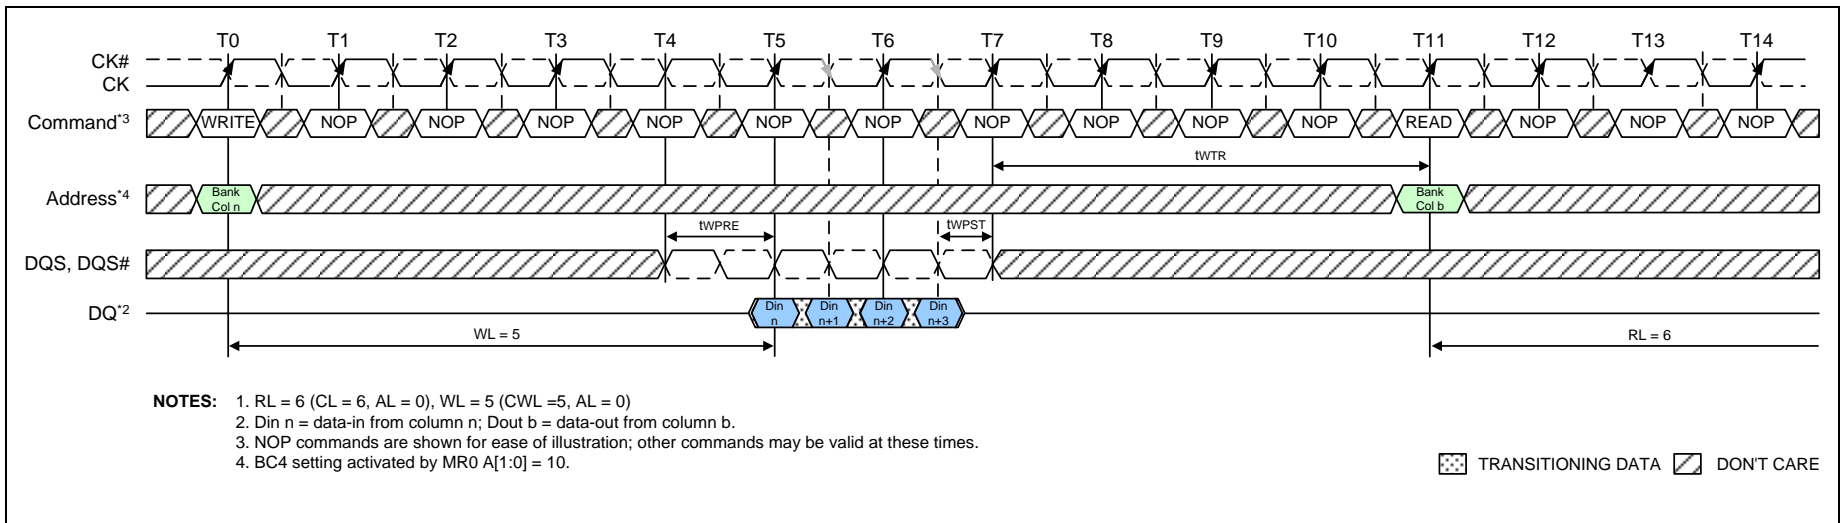 T0 T1 T2 T3 T4 T5 T6 T7 T8 T9 T10 T11 T12 T13 T14
CK#
CK
Command*3 WRITE NOP NOP NOP NOP NOP NOP NOP NOP NOP NOP READ NOP NOP NOP
tWTR
Address*4 Bank Col n Bank Col b
tWPRE tWPST
DQS, DQS#
DQ*2 Din n Din n+1 Din n+2 Din n+3
WL = 5 RL = 6
NOTES: 1. RL = 6 (CL = 6, AL = 0), WL = 5 (CWL =5, AL = 0)
2. Din n = data-in from column n; Dout b = data-out from column b.
3. NOP commands are shown for ease of illustration; other commands may be valid at these times.
4. BC4 setting activated by MR0 A[1:0] = 10.
TRANSITIONING DATA DON'T CARE